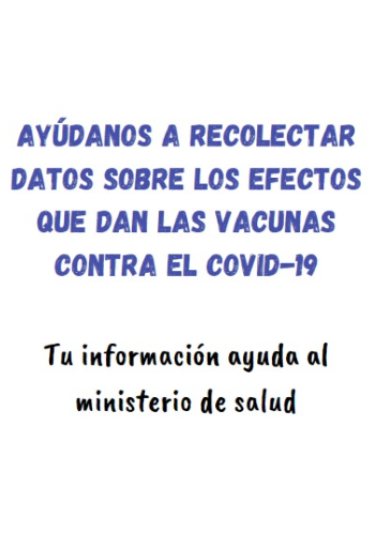 AYÚDANOS A RECOLECTAR
DATOS SOBRE LOS EFECTOS
QUE DAN LAS VACUNAS
CONTRA EL COVID-19
Tu información ayuda al
ministerio de salud